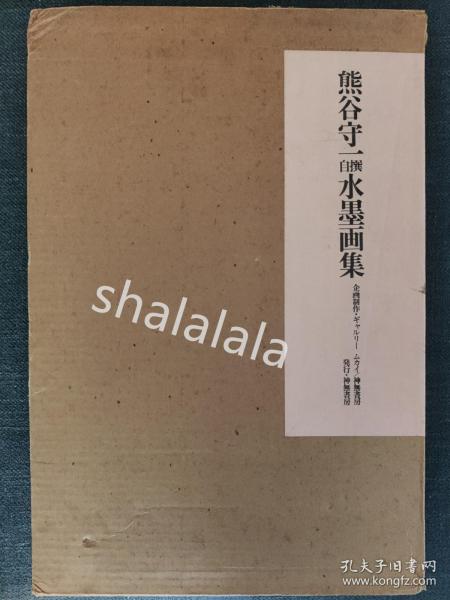 熊谷守一自撰水墨画集
企画制作・ギャルリー ムカイ/神無書房
発行・神無書房
shalalala
孔夫子旧书网
www.kongfz.com